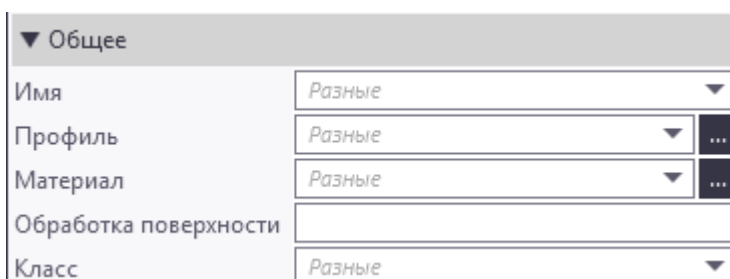 ▼ Общее
Имя Разные
Профиль Разные ...
Материал Разные ...
Обработка поверхности
Класс Разные